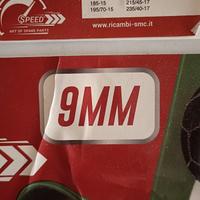 SPEED
ART OF SPARE PARTS
185-15
195/70-15
215/45-17
235/40-17
www.ricambi-smc.it
9MM